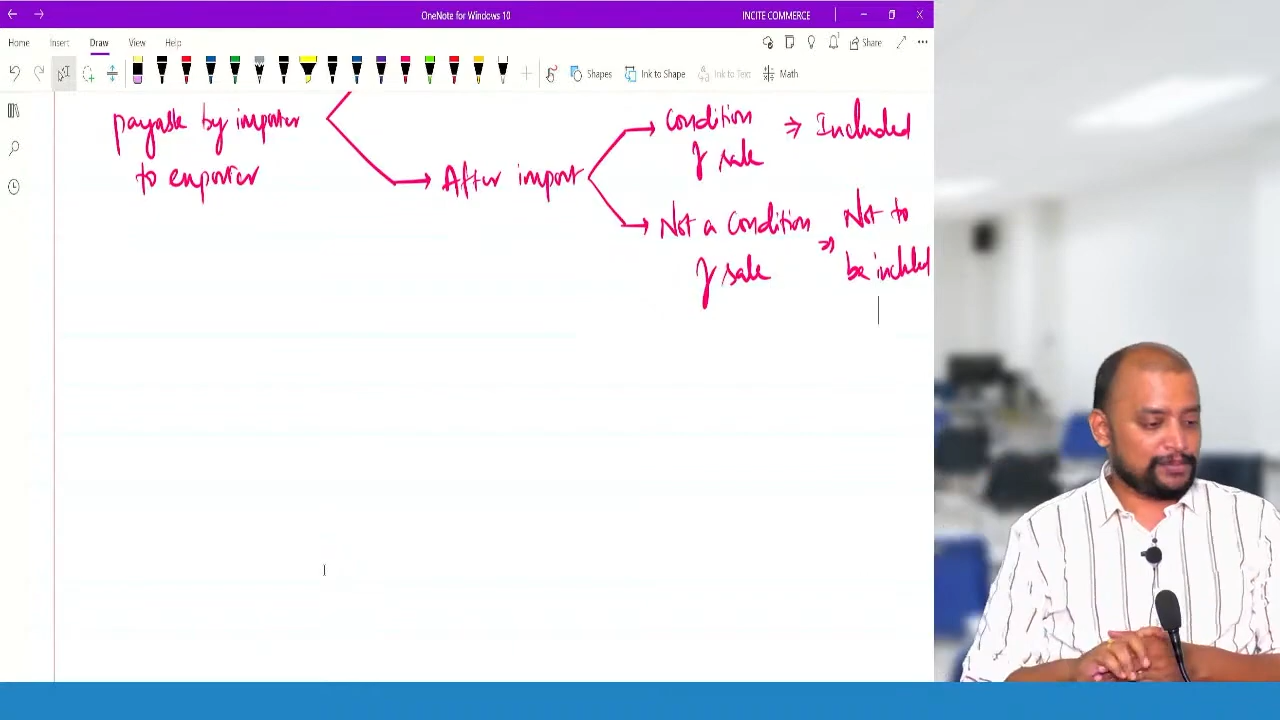 OneNote for Windows 10
INCITE COMMERCE
Home Insert Draw View Help
Share
Shapes
Ink to Shape
Ink to Text
Math
payable by importer
to exporter
After import
Condition
of sale
⇒ Included
Not a Condition
of sale
⇒ Not to
be included